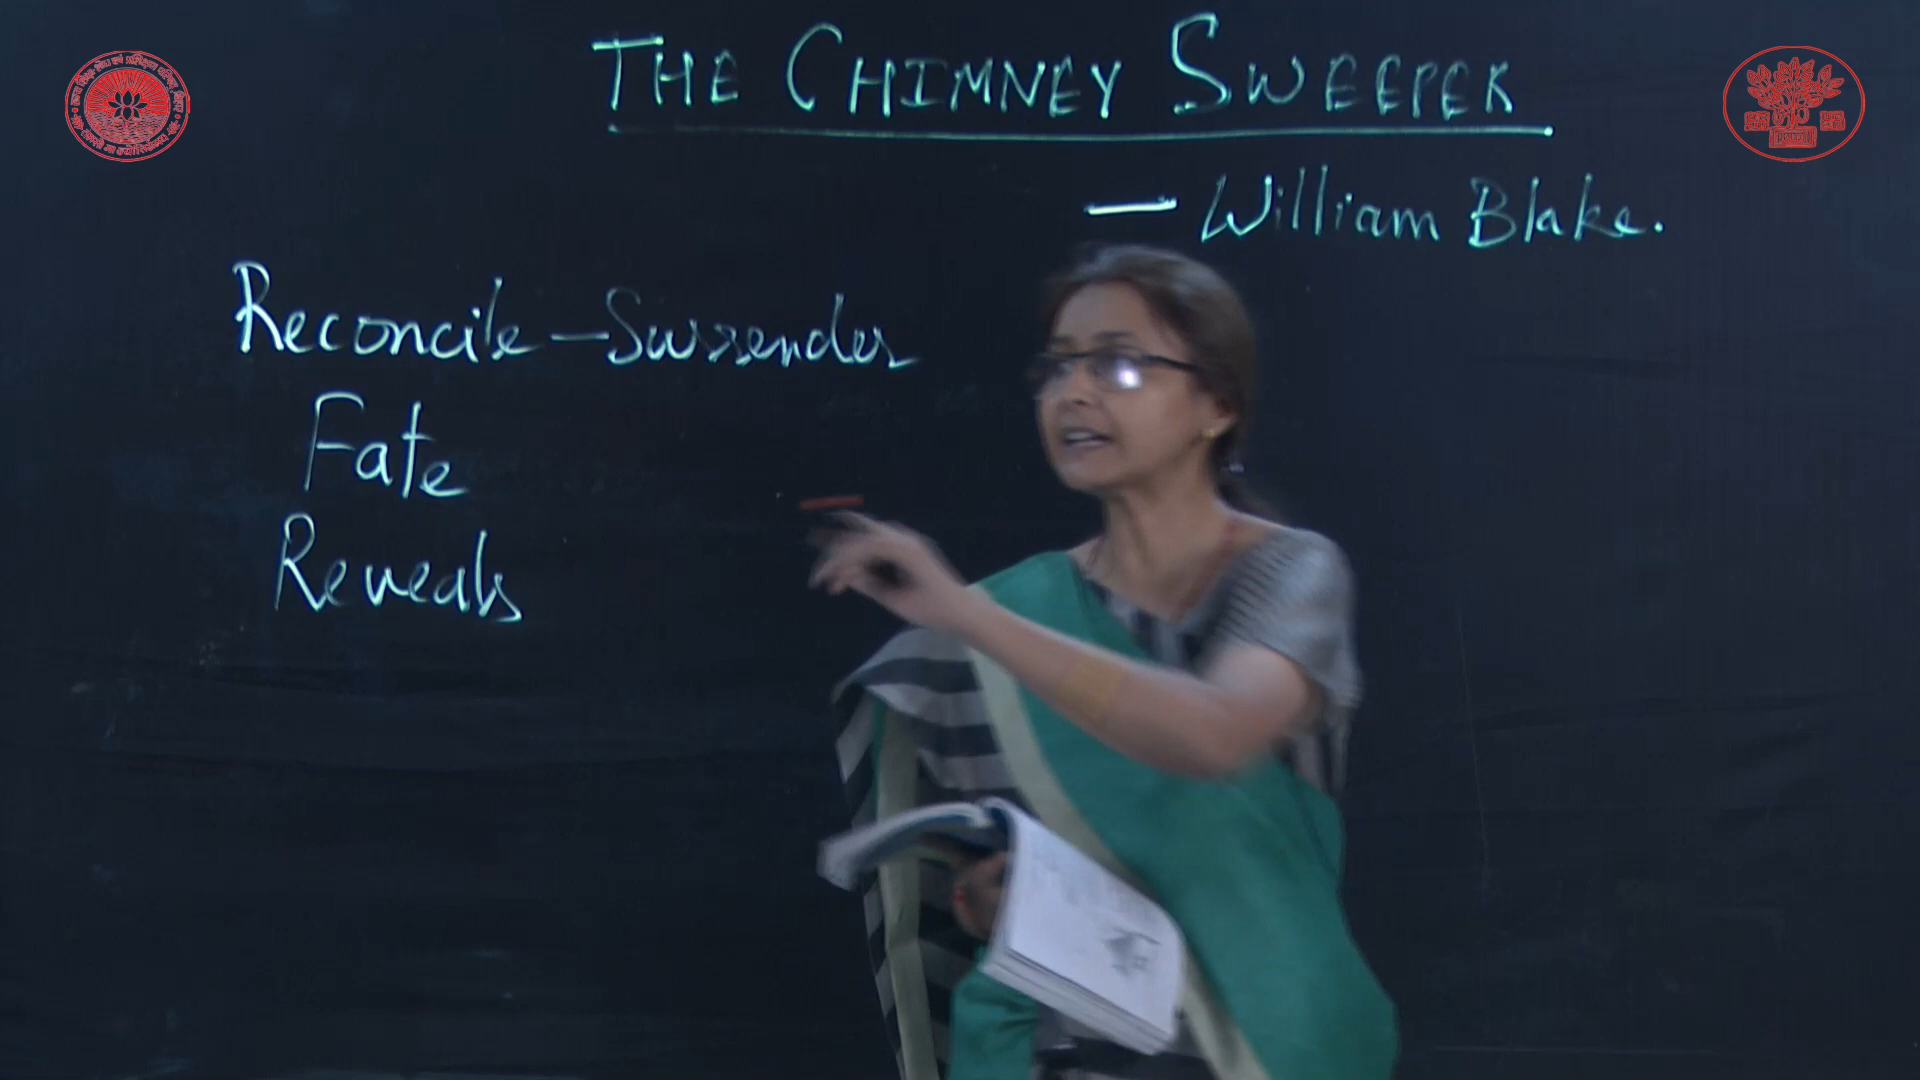 THE CHIMNEY SWEEPER
— William Blake.
Reconcile — Surrender
Fate
Reveals